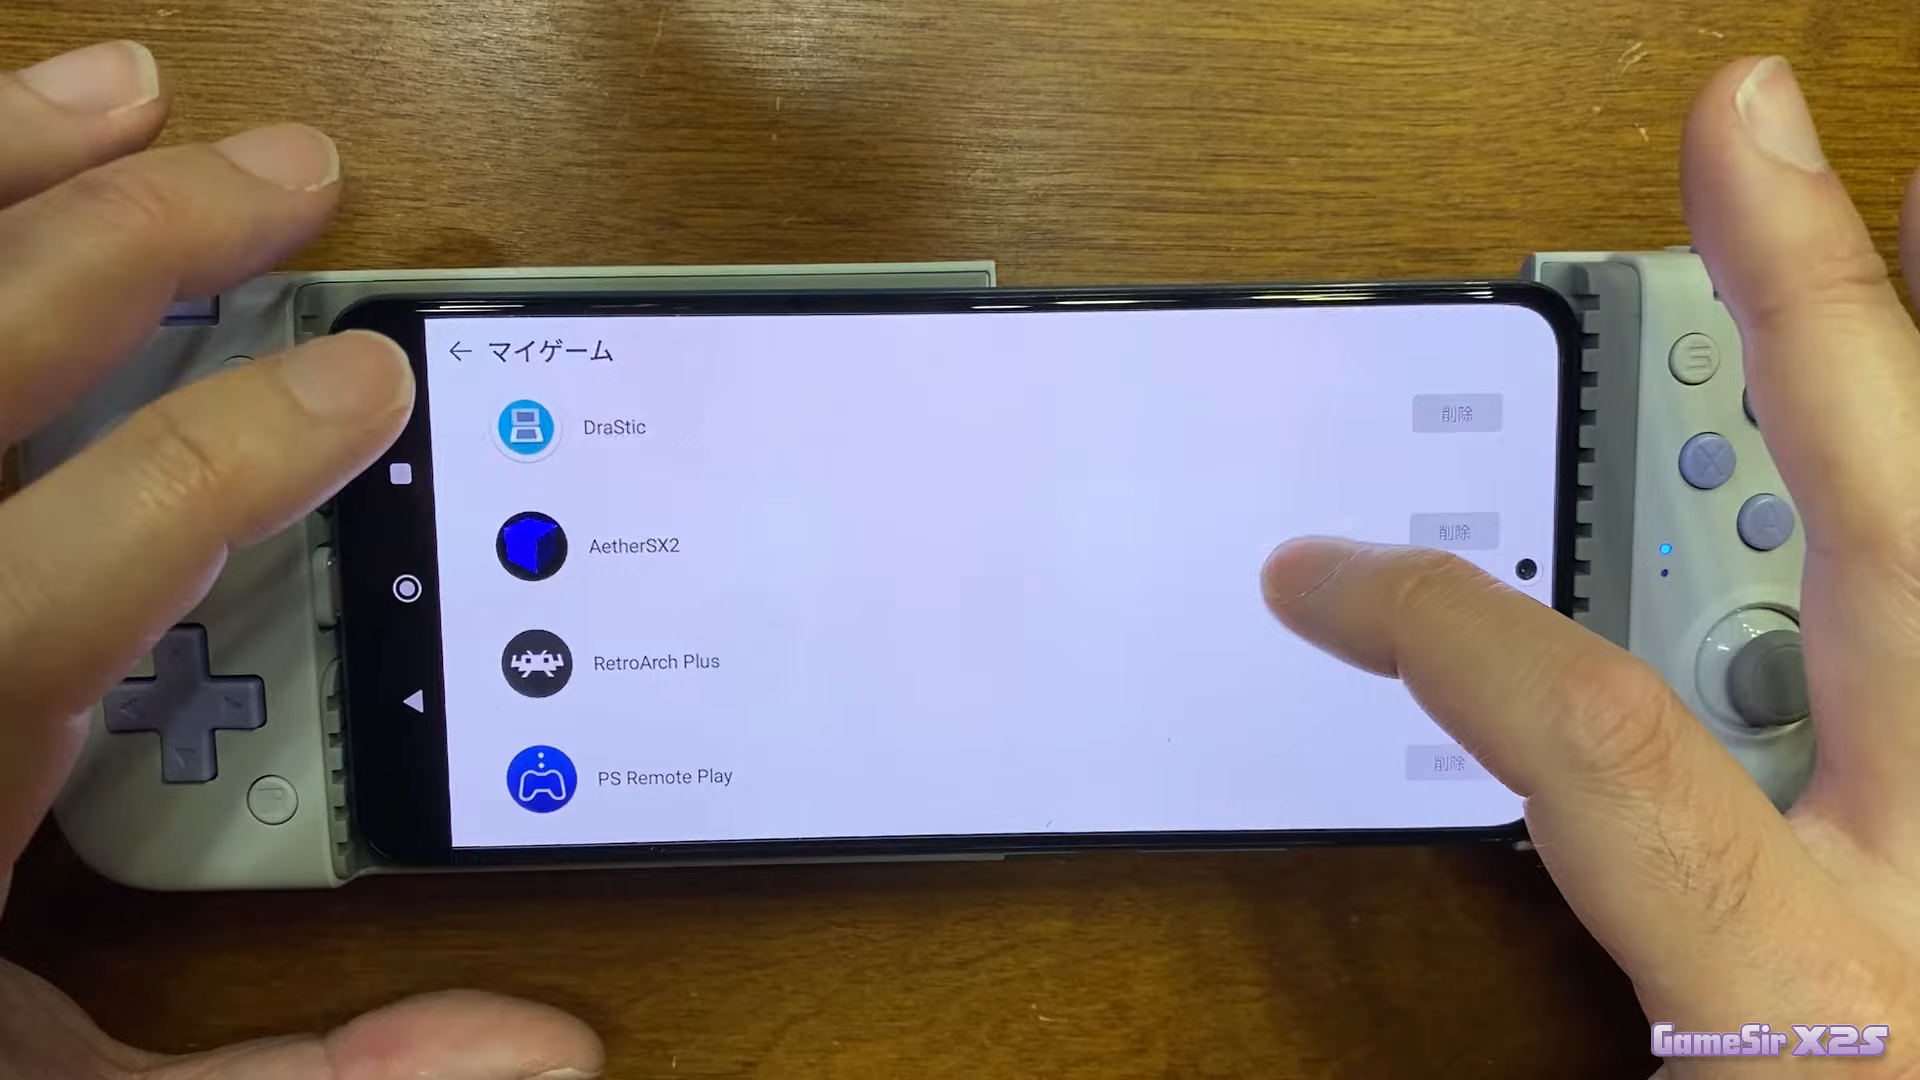 マイゲーム
DraStic
削除
AetherSX2
削除
RetroArch Plus
PS Remote Play
削除
S
X
A
GameSir X2S